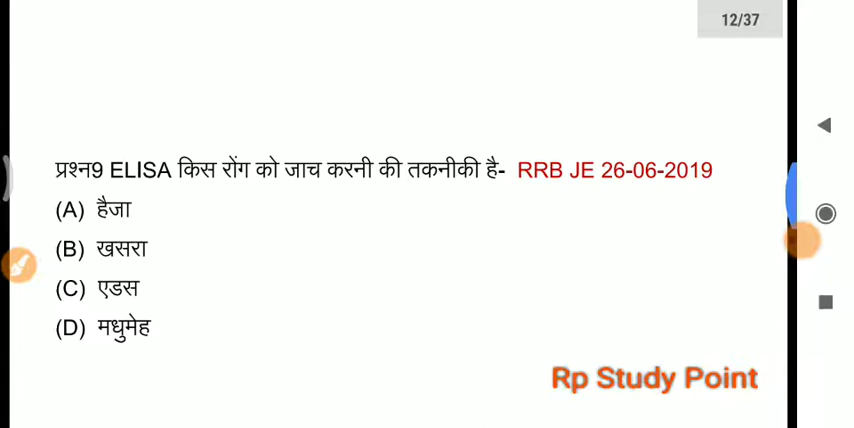 12/37
प्रश्न9 ELISA किस रोंग को जाच करनी की तकनीकी है- RRB JE 26-06-2019
(A) हैजा
(B) खसरा
(C) एडस
(D) मधुमेह
Rp Study Point